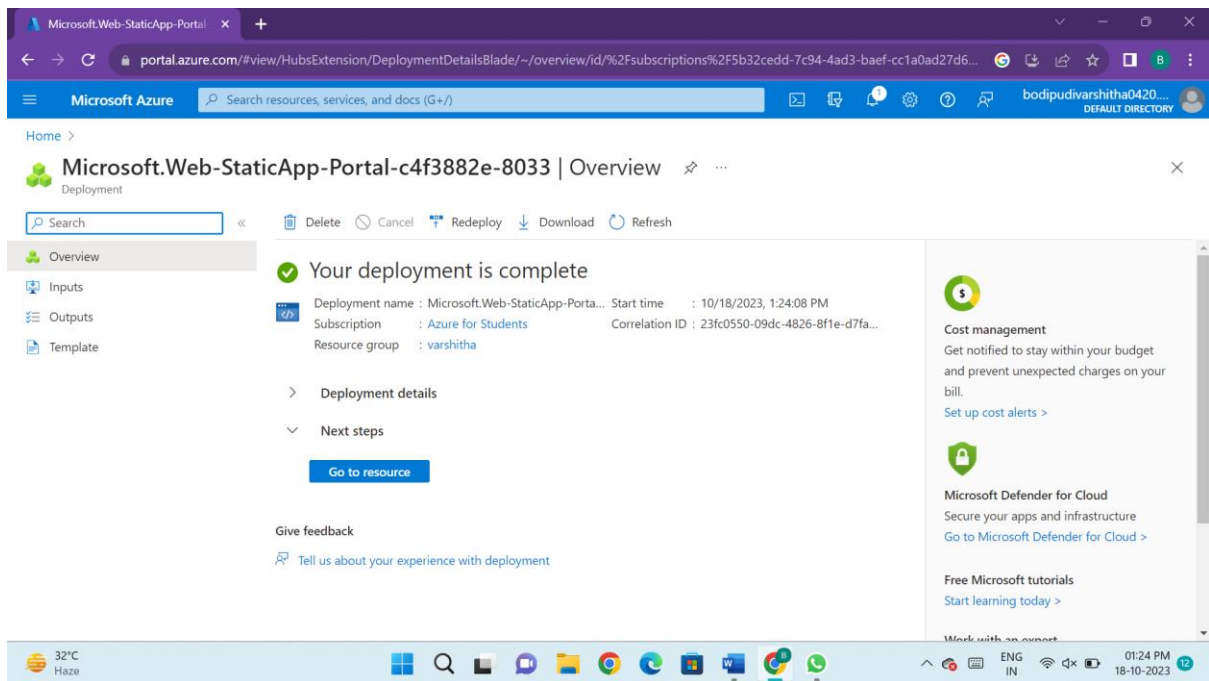 Microsoft.Web-StaticApp-Portal
portal.azure.com/#view/HubsExtension/DeploymentDetailsBlade/~/overview/id/%2Fsubscriptions%2F5b32cedd-7c94-4ad3-baef-cc1a0ad27d6...
B
Microsoft Azure
Search resources, services, and docs (G+/)
1
bodipudivarshitha0420....
DEFAULT DIRECTORY
Home >
Microsoft.Web-StaticApp-Portal-c4f3882e-8033 | Overview
Deployment
Search
Delete Cancel Redeploy Download Refresh
Overview
Inputs
Outputs
Template
Your deployment is complete
Deployment name : Microsoft.Web-StaticApp-Porta... Start time : 10/18/2023, 1:24:08 PM
Subscription : Azure for Students Correlation ID : 23fc0550-09dc-4826-8f1e-d7fa...
Resource group : varshitha
Deployment details
Next steps
Go to resource
Give feedback
Tell us about your experience with deployment
$
Cost management
Get notified to stay within your budget
and prevent unexpected charges on your
bill.
Set up cost alerts >
Microsoft Defender for Cloud
Secure your apps and infrastructure
Go to Microsoft Defender for Cloud >
Free Microsoft tutorials
Start learning today >
Work with an expert
32°C
Haze
ENG
IN
01:24 PM
18-10-2023
12